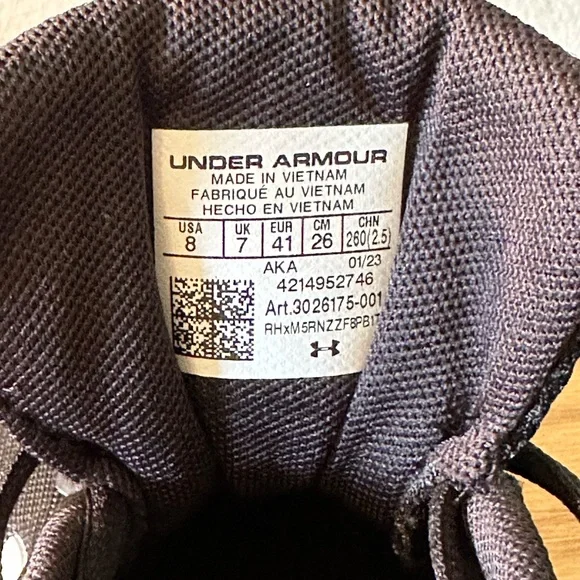 UNDER ARMOUR
MADE IN VIETNAM
FABRIQUÉ AU VIETNAM
HECHO EN VIETNAM
USA UK EUR CM CHN
8 7 41 26 260(2.5)
AKA 01/23
4214952746
Art.3026175-001